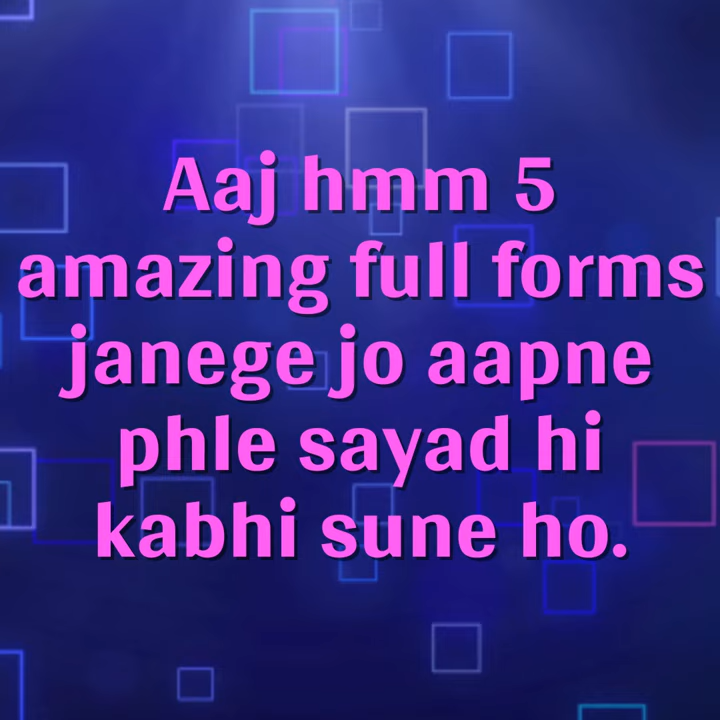 Aaj hmm 5
amazing full forms
janege jo aapne
phle sayad hi
kabhi sune ho.